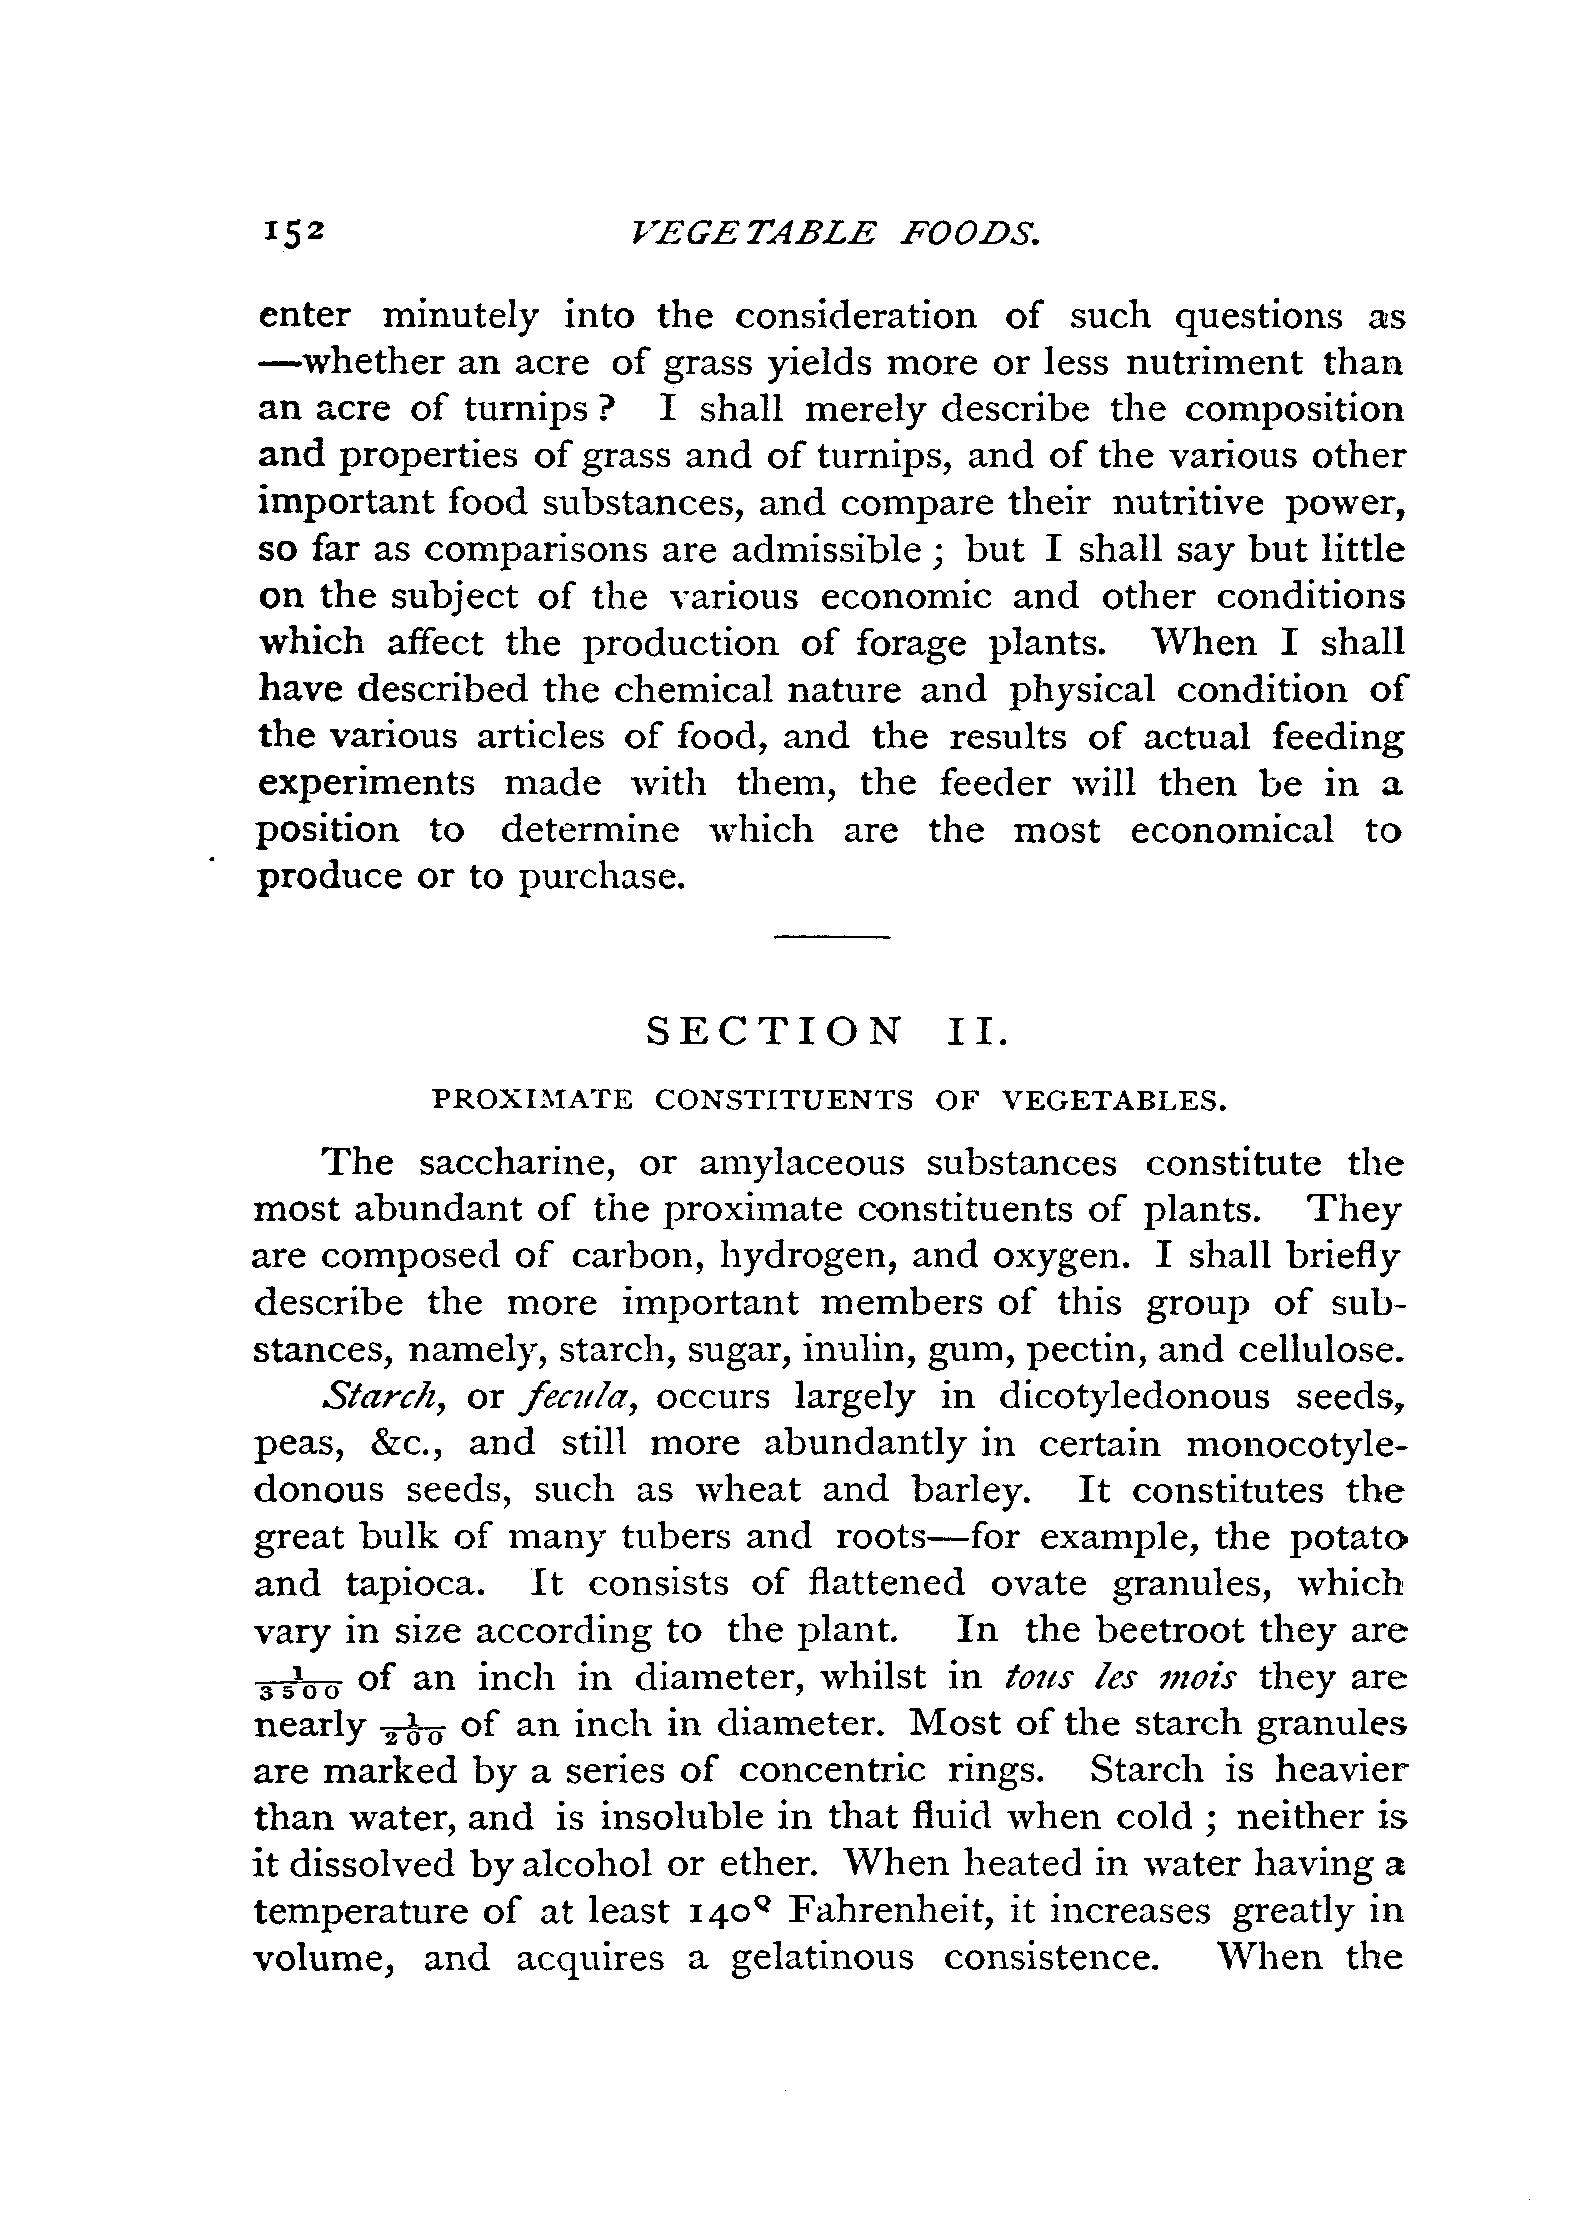 152 VEGETABLE FOODS.
enter minutely into the consideration of such questions as
—whether an acre of grass yields more or less nutriment than
an acre of turnips? I shall merely describe the composition
and properties of grass and of turnips, and of the various other
important food substances, and compare their nutritive power,
so far as comparisons are admissible; but I shall say but little
on the subject of the various economic and other conditions
which affect the production of forage plants. When I shall
have described the chemical nature and physical condition of
the various articles of food, and the results of actual feeding
experiments made with them, the feeder will then be in a
position to determine which are the most economical to
produce or to purchase.
SECTION II.
PROXIMATE CONSTITUENTS OF VEGETABLES.
The saccharine, or amylaceous substances constitute the
most abundant of the proximate constituents of plants. They
are composed of carbon, hydrogen, and oxygen. I shall briefly
describe the more important members of this group of sub-
stances, namely, starch, sugar, inulin, gum, pectin, and cellulose.
Starch, or fecula, occurs largely in dicotyledonous seeds,
peas, &c., and still more abundantly in certain monocotyle-
donous seeds, such as wheat and barley. It constitutes the
great bulk of many tubers and roots—for example, the potato
and tapioca. It consists of flattened ovate granules, which
vary in size according to the plant. In the beetroot they are
1/3500 of an inch in diameter, whilst in tous les mois they are
nearly 1/200 of an inch in diameter. Most of the starch granules
are marked by a series of concentric rings. Starch is heavier
than water, and is insoluble in that fluid when cold; neither is
it dissolved by alcohol or ether. When heated in water having a
temperature of at least 140° Fahrenheit, it increases greatly in
volume, and acquires a gelatinous consistence. When the